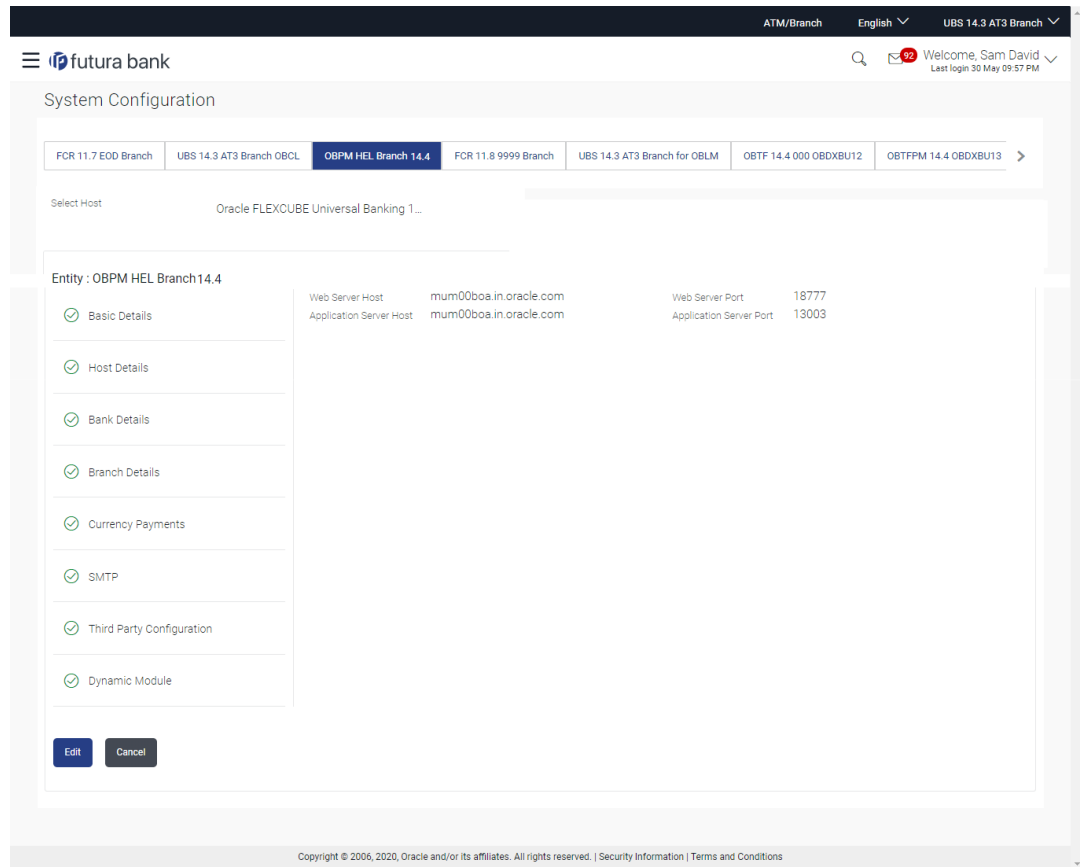 ATM/Branch English UBS 14.3 AT3 Branch
futura bank 92 Welcome, Sam David
Last login 30 May 09:57 PM
System Configuration
FCR 11.7 EOD Branch UBS 14.3 AT3 Branch OBCL OBPM HEL Branch 14.4 FCR 11.8 9999 Branch UBS 14.3 AT3 Branch for OBLM OBTF 14.4 000 OBDXBU12 OBTFPM 14.4 OBDXBU13
Select Host Oracle FLEXCUBE Universal Banking 1...
Entity : OBPM HEL Branch 14.4
Web Server Host mum00boa.in.oracle.com Web Server Port 18777
Application Server Host mum00boa.in.oracle.com Application Server Port 13003
Basic Details
Host Details
Bank Details
Branch Details
Currency Payments
SMTP
Third Party Configuration
Dynamic Module
Edit Cancel
Copyright © 2006, 2020, Oracle and/or its affiliates. All rights reserved. | Security Information | Terms and Conditions